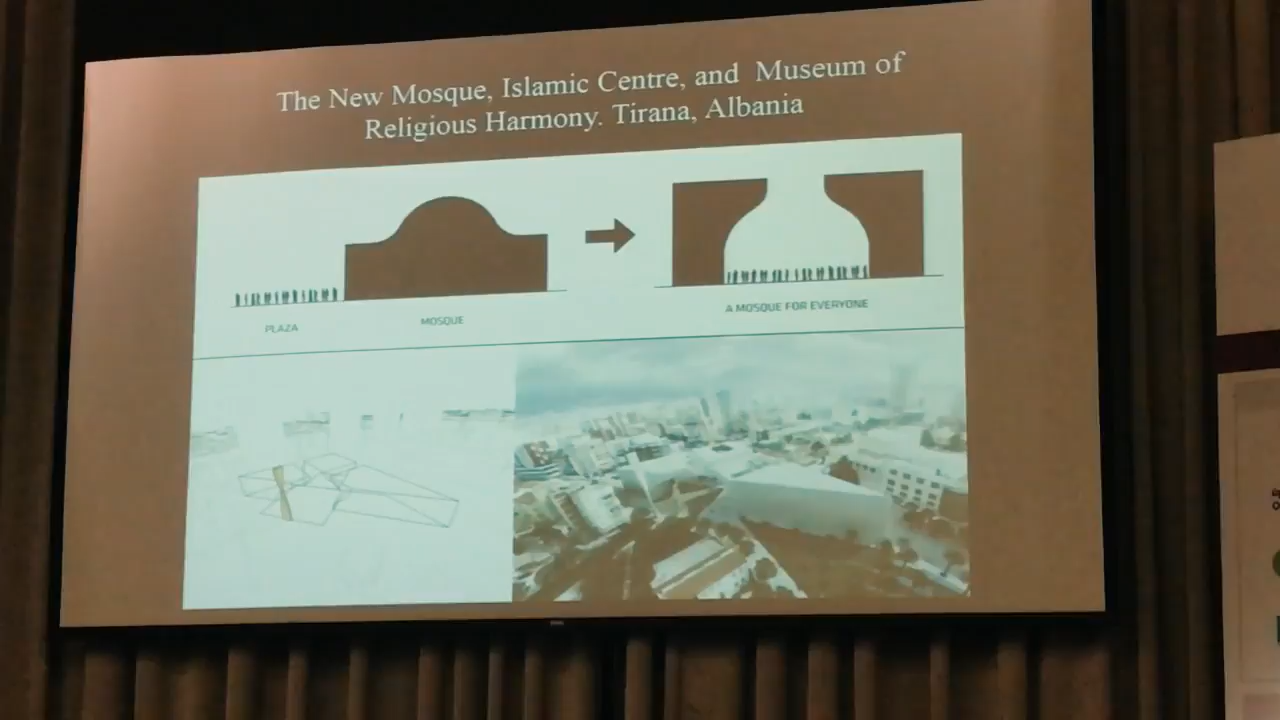 The New Mosque, Islamic Centre, and Museum of
Religious Harmony. Tirana, Albania
PLAZA
MOSQUE
A MOSQUE FOR EVERYONE